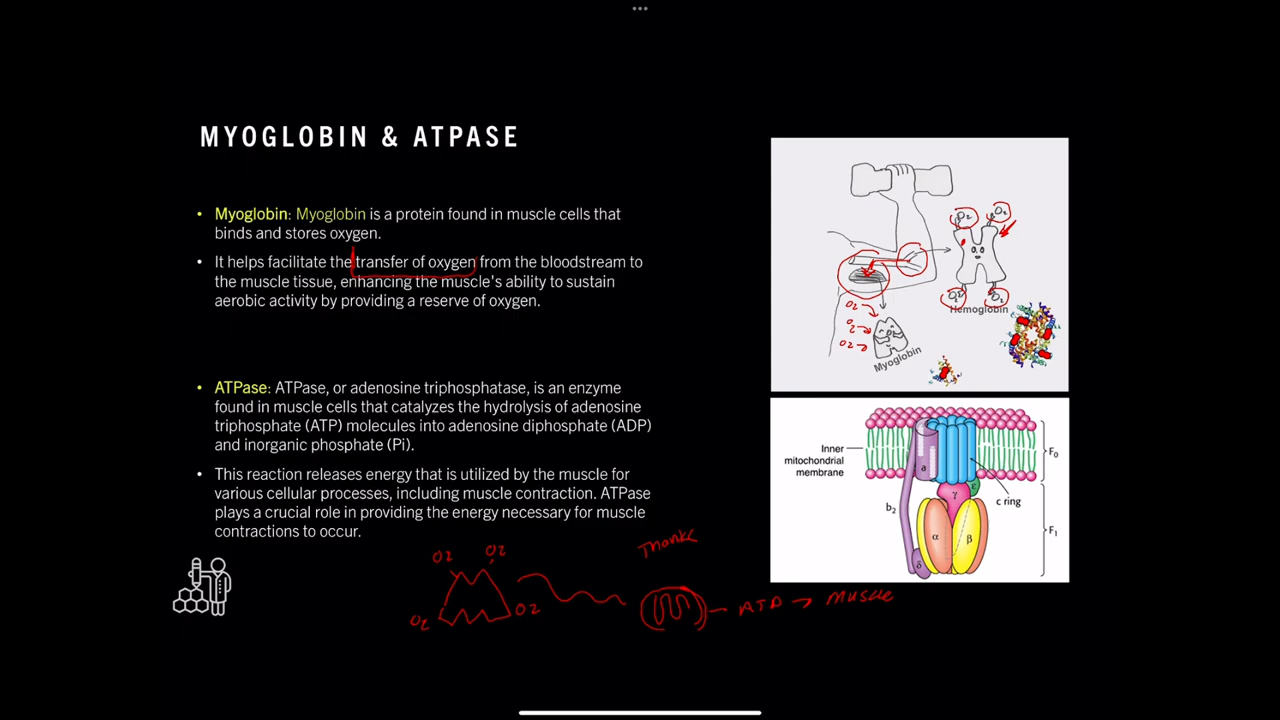 MYOGLOBIN & ATPASE
• Myoglobin: Myoglobin is a protein found in muscle cells that
binds and stores oxygen.
• It helps facilitate the transfer of oxygen from the bloodstream to
the muscle tissue, enhancing the muscle's ability to sustain
aerobic activity by providing a reserve of oxygen.
• ATPase: ATPase, or adenosine triphosphatase, is an enzyme
found in muscle cells that catalyzes the hydrolysis of adenosine
triphosphate (ATP) molecules into adenosine diphosphate (ADP)
and inorganic phosphate (Pi).
• This reaction releases energy that is utilized by the muscle for
various cellular processes, including muscle contraction. ATPase
plays a crucial role in providing the energy necessary for muscle
contractions to occur.
O2 O2
O2 O2
Hemoglobin
O2
O2
O2
Myoglobin
Inner
mitochondrial
membrane
F0
a
ε
γ
c ring
b2
F1
α
β
δ
O2 O2
O2 O2
ATP → Muscle